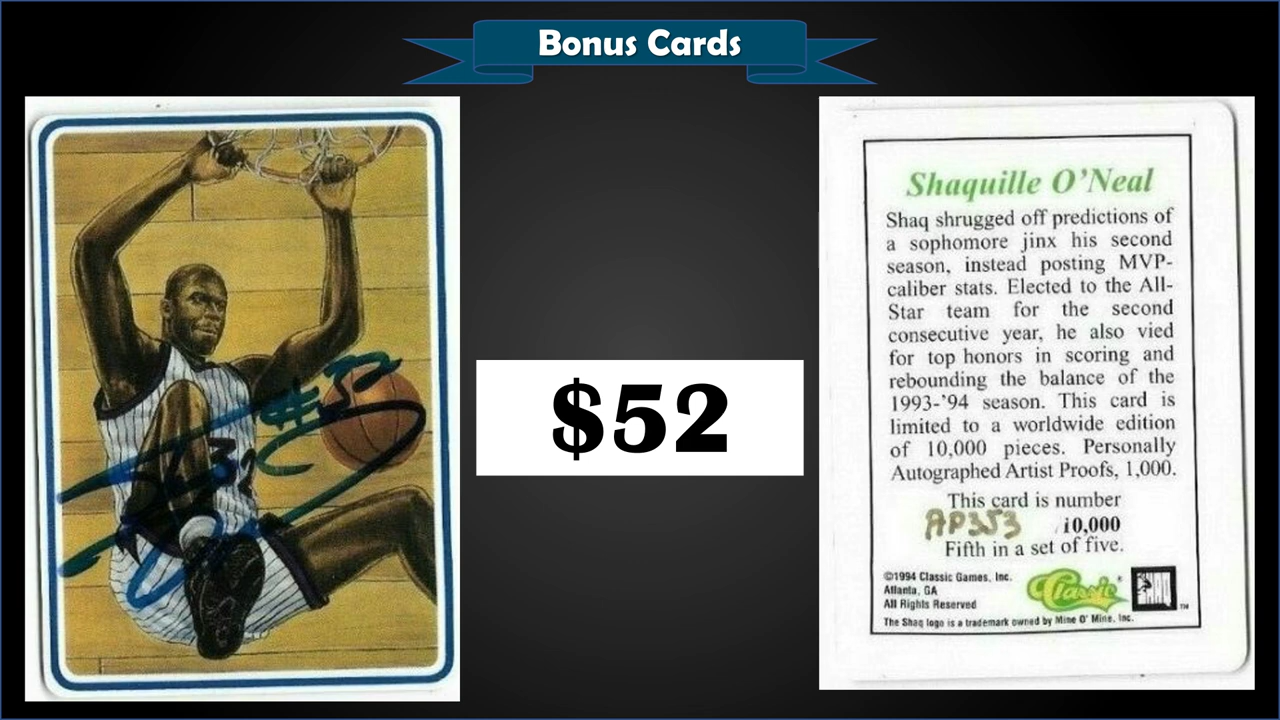 Bonus Cards
#32
32
$52
Shaquille O'Neal
Shaq shrugged off predictions of
a sophomore jinx his second
season, instead posting MVP-
caliber stats. Elected to the All-
Star team for the second
consecutive year, he also vied
for top honors in scoring and
rebounding the balance of the
1993-'94 season. This card is
limited to a worldwide edition
of 10,000 pieces. Personally
Autographed Artist Proofs, 1,000.
This card is number
AP353 /10,000
Fifth in a set of five.
©1994 Classic Games, Inc.
Atlanta, GA
All Rights Reserved
Classic®
TM
The Shaq logo is a trademark owned by Mine O' Mine, Inc.